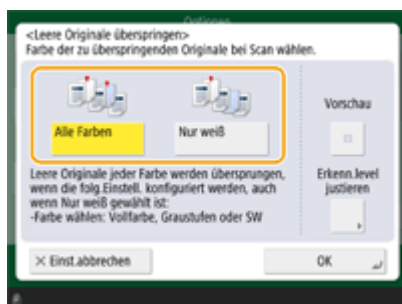 Optionen
<Leere Originale überspringen>
Farbe der zu überspringenden Originale bei Scan wählen.
Alle Farben
Nur weiß
Vorschau
Leere Originale jeder Farbe werden übersprungen,
wenn die folg.Einstell. konfiguriert werden, auch
wenn Nur weiß gewählt ist:
-Farbe wählen: Vollfarbe, Graustufen oder SW
Erkenn.level
justieren
× Einst.abbrechen
OK